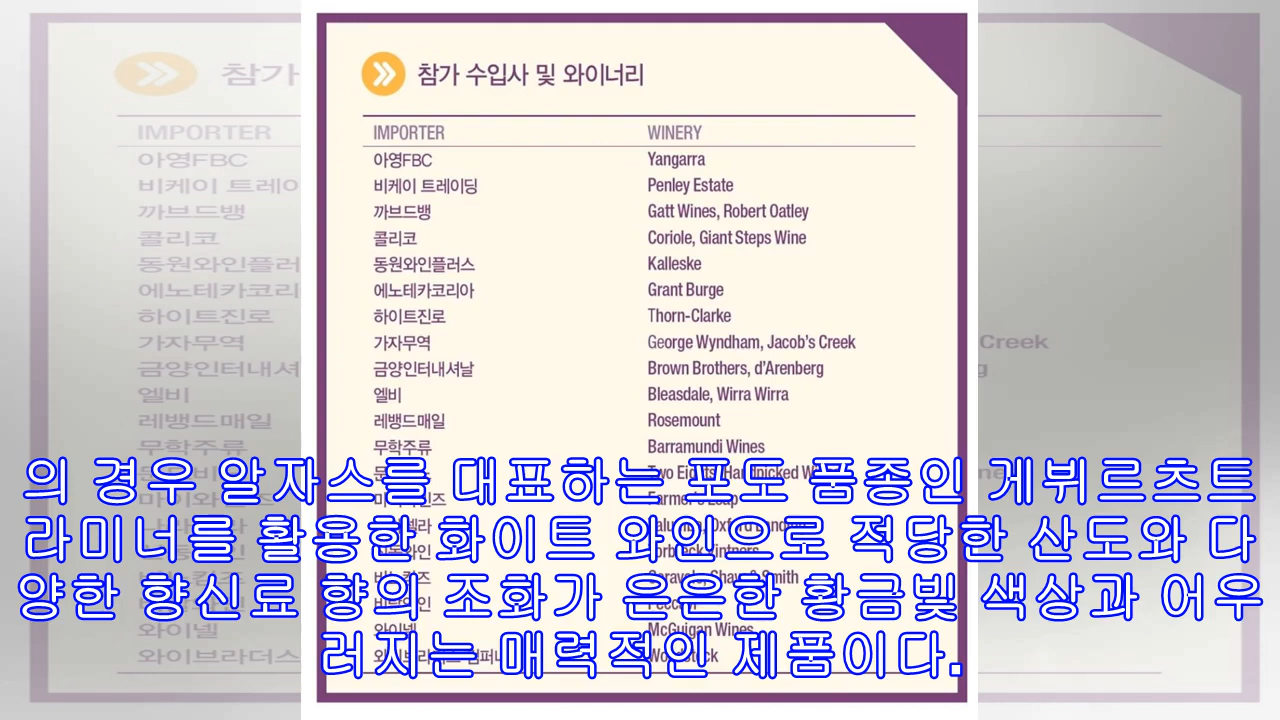 참가 수입사 및 와이너리
IMPORTER WINERY
아영FBC Yangarra
비케이 트레이딩 Penley Estate
까브드뱅 Gatt Wines, Robert Oatley
콜리코 Coriole, Giant Steps Wine
동원와인플러스 Kalleske
에노테카코리아 Grant Burge
하이트진로 Thorn-Clarke
가자무역 George Wyndham, Jacob's Creek
금양인터내셔날 Brown Brothers, d'Arenberg
엘비 Bleasdale, Wirra Wirra
레뱅드매일 Rosemount
무학주류 Barramundi Wines
Two Eights, Handpicked
의 경우 알자스를 대표하는 포도 품종인 게뷔르츠트
라미너를 활용한 화이트 와인으로 적당한 산도와 다
양한 향신료 향의 조화가 은은한 황금빛 색상과 어우
러지는 매력적인 제품이다.
와이넬 McGuigan Wines
Woodstock